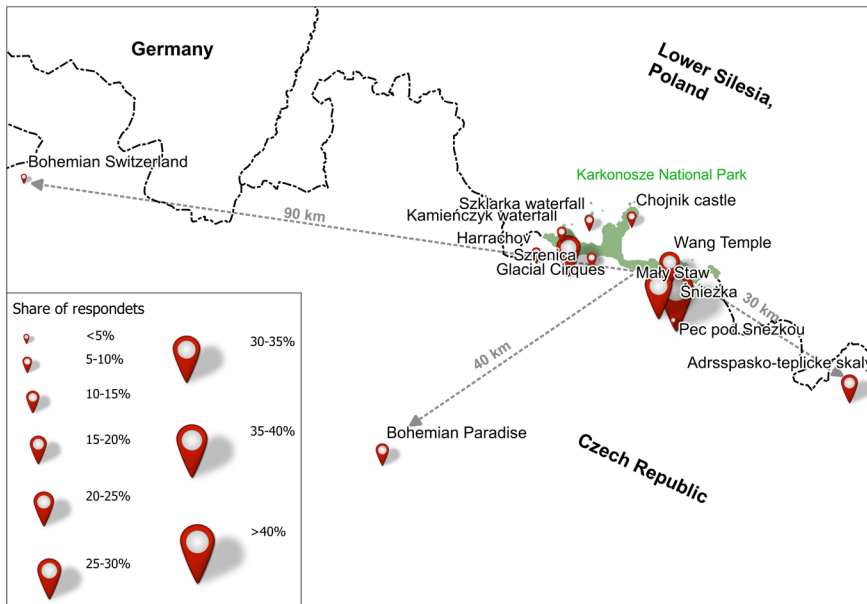 Germany
Lower Silesia,
Poland
Bohemian Switzerland
Karkonosze National Park
Szklarka waterfall
Chojnik castle
Kamieńczyk waterfall
90 km
Harrachov
Wang Temple
Szrenica
Glacial Cirques
Mały Staw
Śnieżka
30 km
Pec pod Sněžkou
Adrsspasko-teplicke skaly
40 km
Bohemian Paradise
Czech Republic
Share of respondets
<5%
5-10%
10-15%
15-20%
20-25%
25-30%
30-35%
35-40%
>40%